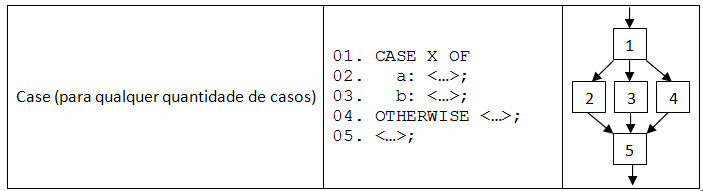 Case (para qualquer quantidade de casos)
01. CASE X OF
02.   a: <…>;
03.   b: <…>;
04. OTHERWISE <…>;
05. <…>;
1
2 3 4
5